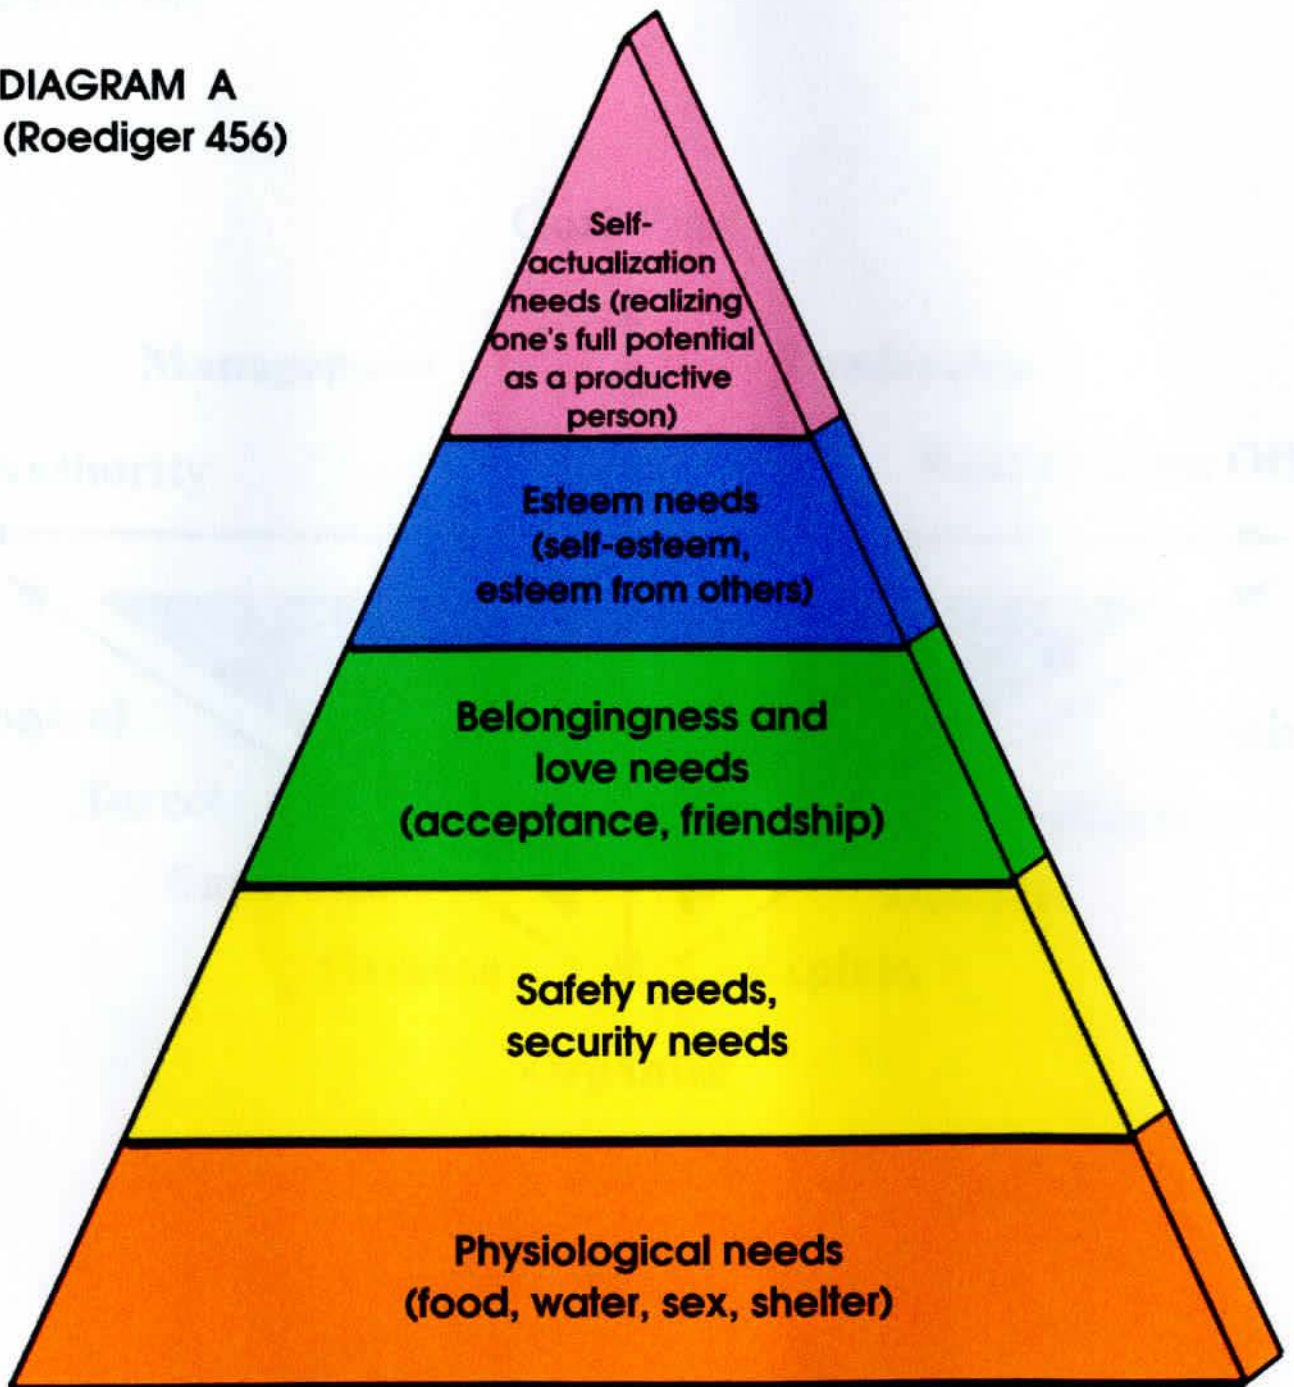 DIAGRAM A
(Roediger 456)
Self-
actualization
needs (realizing
one's full potential
as a productive
person)
Esteem needs
(self-esteem,
esteem from others)
Belongingness and
love needs
(acceptance, friendship)
Safety needs,
security needs
Physiological needs
(food, water, sex, shelter)